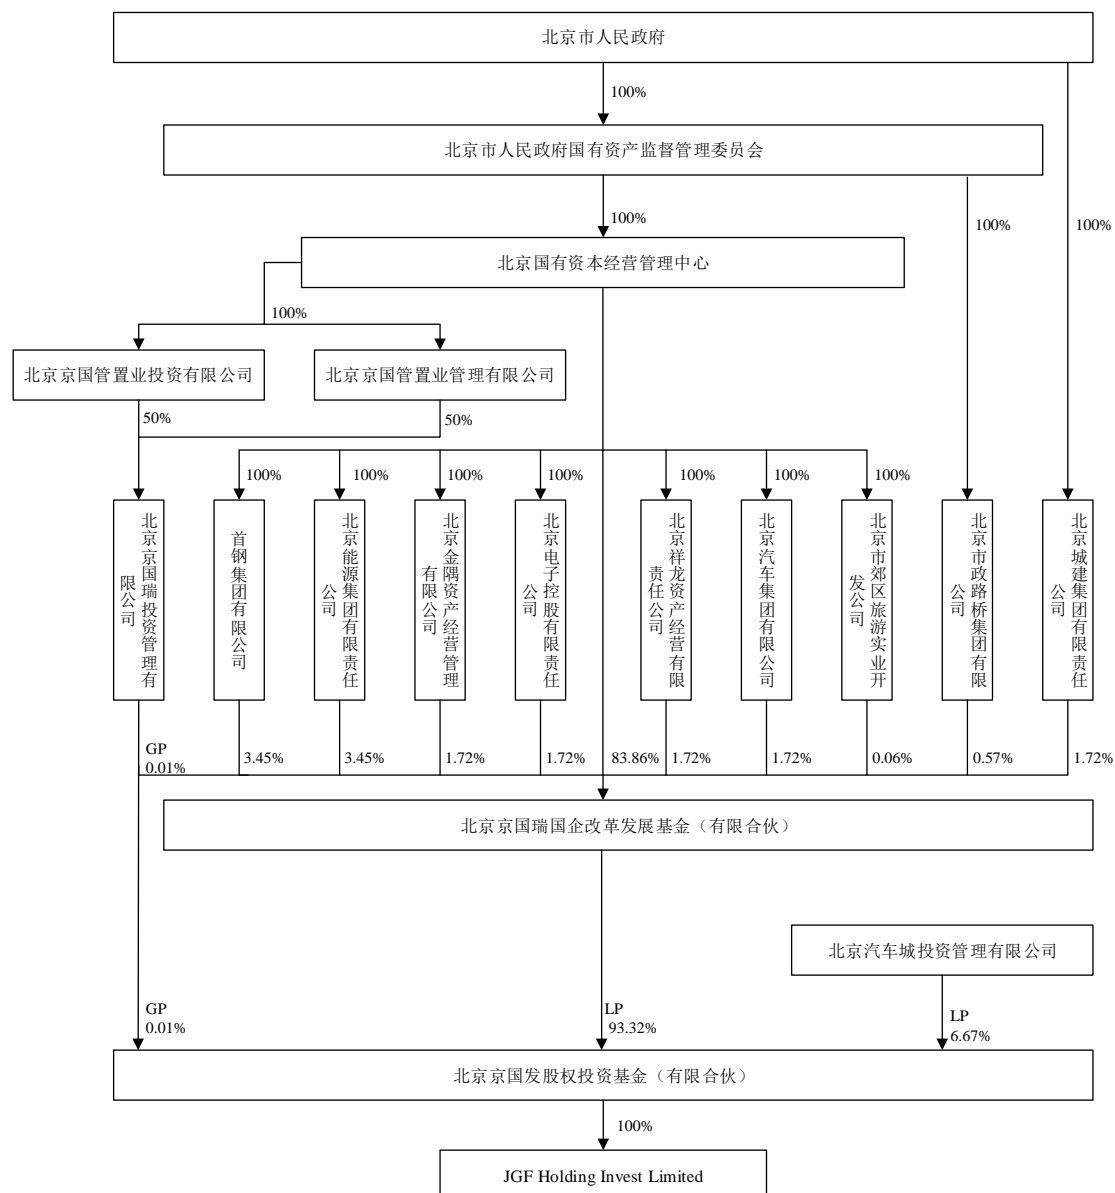 北京市人民政府
100%
北京市人民政府国有资产监督管理委员会
100%
100%
100%
北京国有资本经营管理中心
100%
北京京国管置业投资有限公司
北京京国管置业管理有限公司
50%
50%
100%
100%
100%
100%
100%
100%
100%
北京京国瑞投资管理有
限公司
首钢集团有限公司
北京能源集团有限责任
公司
北京金隅资产经营管理
有限公司
北京电子控股有限责任
公司
北京祥龙资产经营有限
责任公司
北京汽车集团有限公司
北京市郊区旅游实业开
发公司
北京市政路桥集团有限
公司
北京城建集团有限责任
公司
GP
0.01%
3.45%
3.45%
1.72%
1.72%
83.86%
1.72%
1.72%
0.06%
0.57%
1.72%
北京京国瑞国企改革发展基金（有限合伙）
北京汽车城投资管理有限公司
GP
0.01%
LP
93.32%
LP
6.67%
北京京国发股权投资基金（有限合伙）
100%
JGF Holding Invest Limited